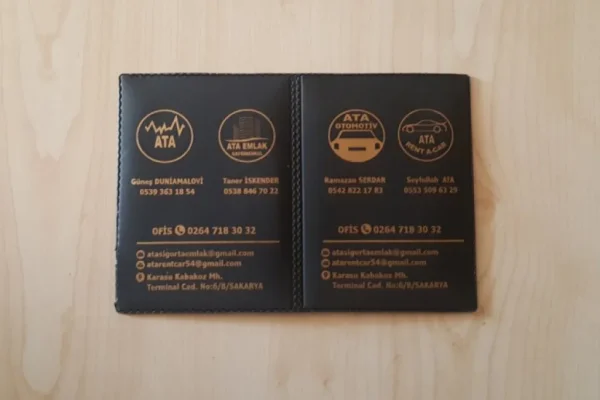 ATA
ATA EMLAK
Güneş DUNİAMALOVİ
0539 363 18 54
Taner İSKENDER
0538 646 70 22
OFİS 0264 718 30 32
atasigortaemlak@gmail.com
atarentcar54@gmail.com
Karasu Kabakoz Mh.
Terminal Cad. No:6/B/SAKARYA
ATA
OTOMOTİV
ATA
RENT A CAR
Ramazan SERDAR
0542 822 17 83
Seyfullah ATA
0533 509 63 29
OFİS 0264 718 30 32
atasigortaemlak@gmail.com
atarentcar54@gmail.com
Karasu Kabakoz Mh.
Terminal Cad. No:6/B/SAKARYA